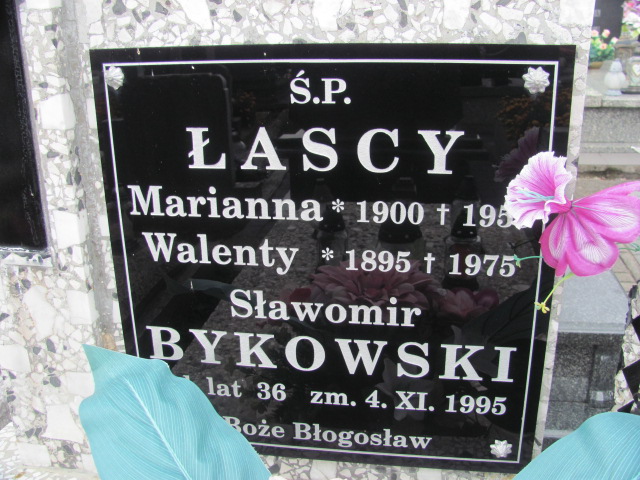 Ś.P.
ŁASCY
Marianna * 1900 †
Walenty * 1895 † 1975
Sławomir
BYKOWSKI
lat 36 zm. 4. XI. 1995
Boże Błogosław